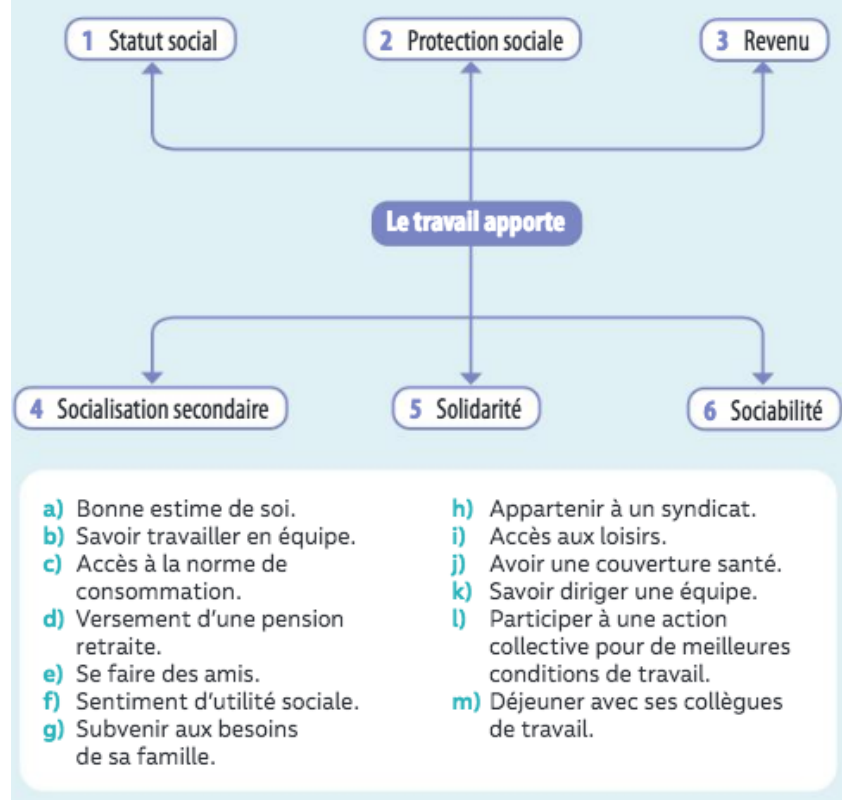 1 Statut social
2 Protection sociale
3 Revenu
Le travail apporte
4 Socialisation secondaire
5 Solidarité
6 Sociabilité
a) Bonne estime de soi.
b) Savoir travailler en équipe.
c) Accès à la norme de
consommation.
d) Versement d'une pension
retraite.
e) Se faire des amis.
f) Sentiment d'utilité sociale.
g) Subvenir aux besoins
de sa famille.
h) Appartenir à un syndicat.
i) Accès aux loisirs.
j) Avoir une couverture santé.
k) Savoir diriger une équipe.
l) Participer à une action
collective pour de meilleures
conditions de travail.
m) Déjeuner avec ses collègues
de travail.